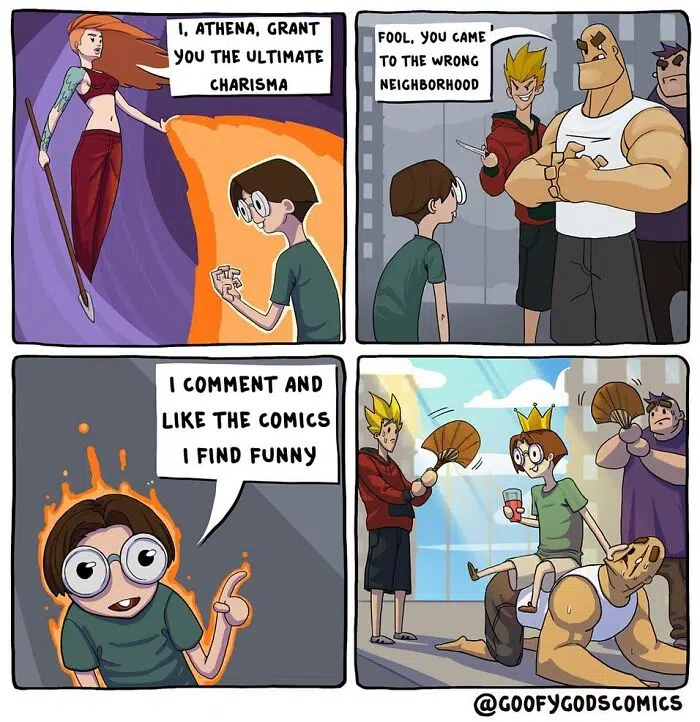 I, ATHENA, GRANT
YOU THE ULTIMATE
CHARISMA
FOOL, YOU CAME
TO THE WRONG
NEIGHBORHOOD
I COMMENT AND
LIKE THE COMICS
I FIND FUNNY
@GOOFYGODSCOMICS